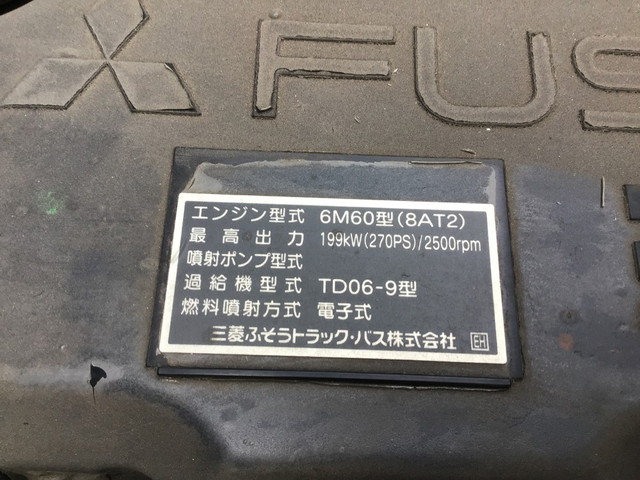 FUS
エンジン型式 6M60型(8AT2)
最高出力 199kW(270PS)/2500rpm
噴射ポンプ型式
過給機型式 TD06-9型
燃料噴射方式 電子式
三菱ふそうトラック・バス株式会社 EH